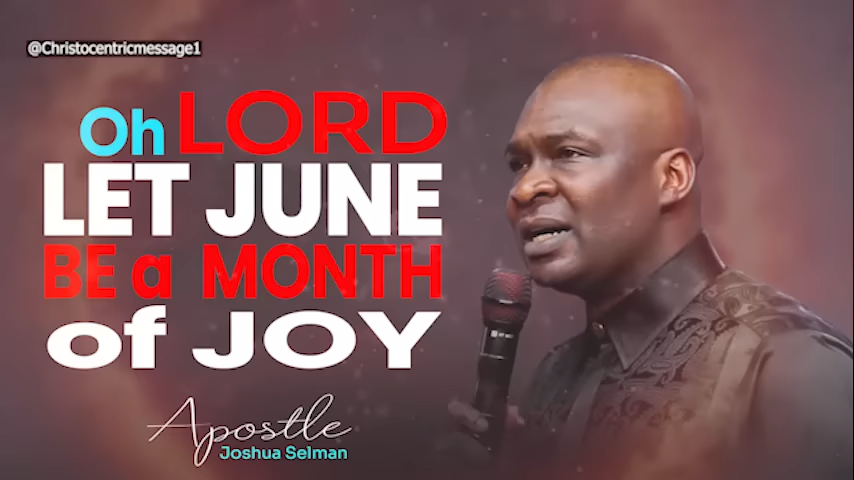 @Christocentricmessage1
Oh LORD
LET JUNE
BE a MONTH
of JOY
Apostle
Joshua Selman